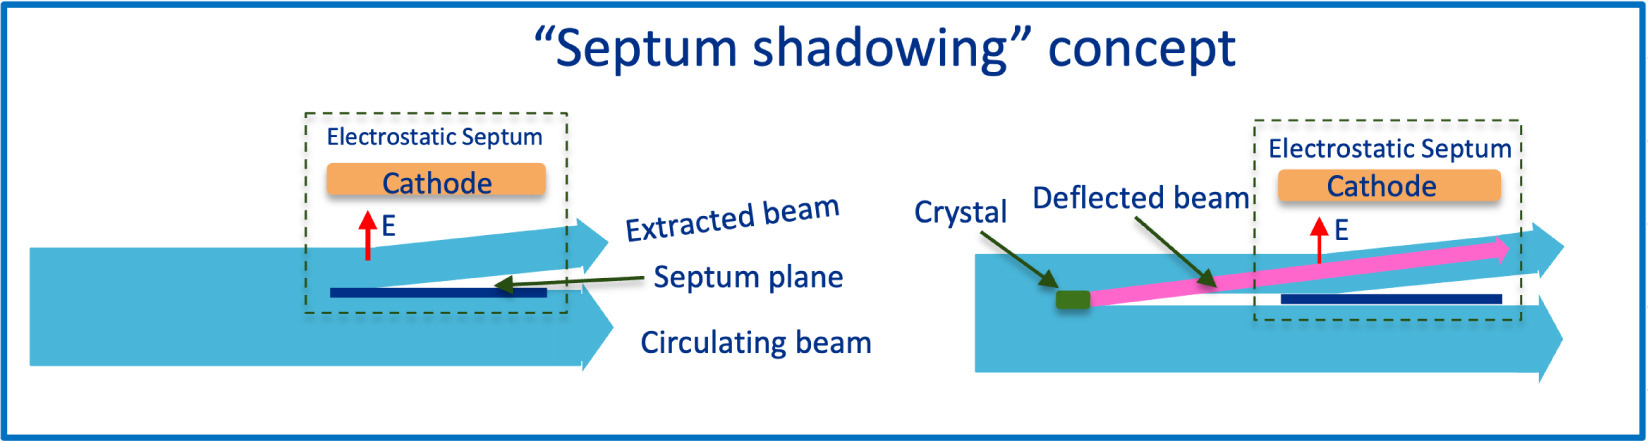 “Septum shadowing” concept
Electrostatic Septum
Cathode
E
Extracted beam
Septum plane
Circulating beam
Electrostatic Septum
Cathode
Deflected beam
Crystal
E